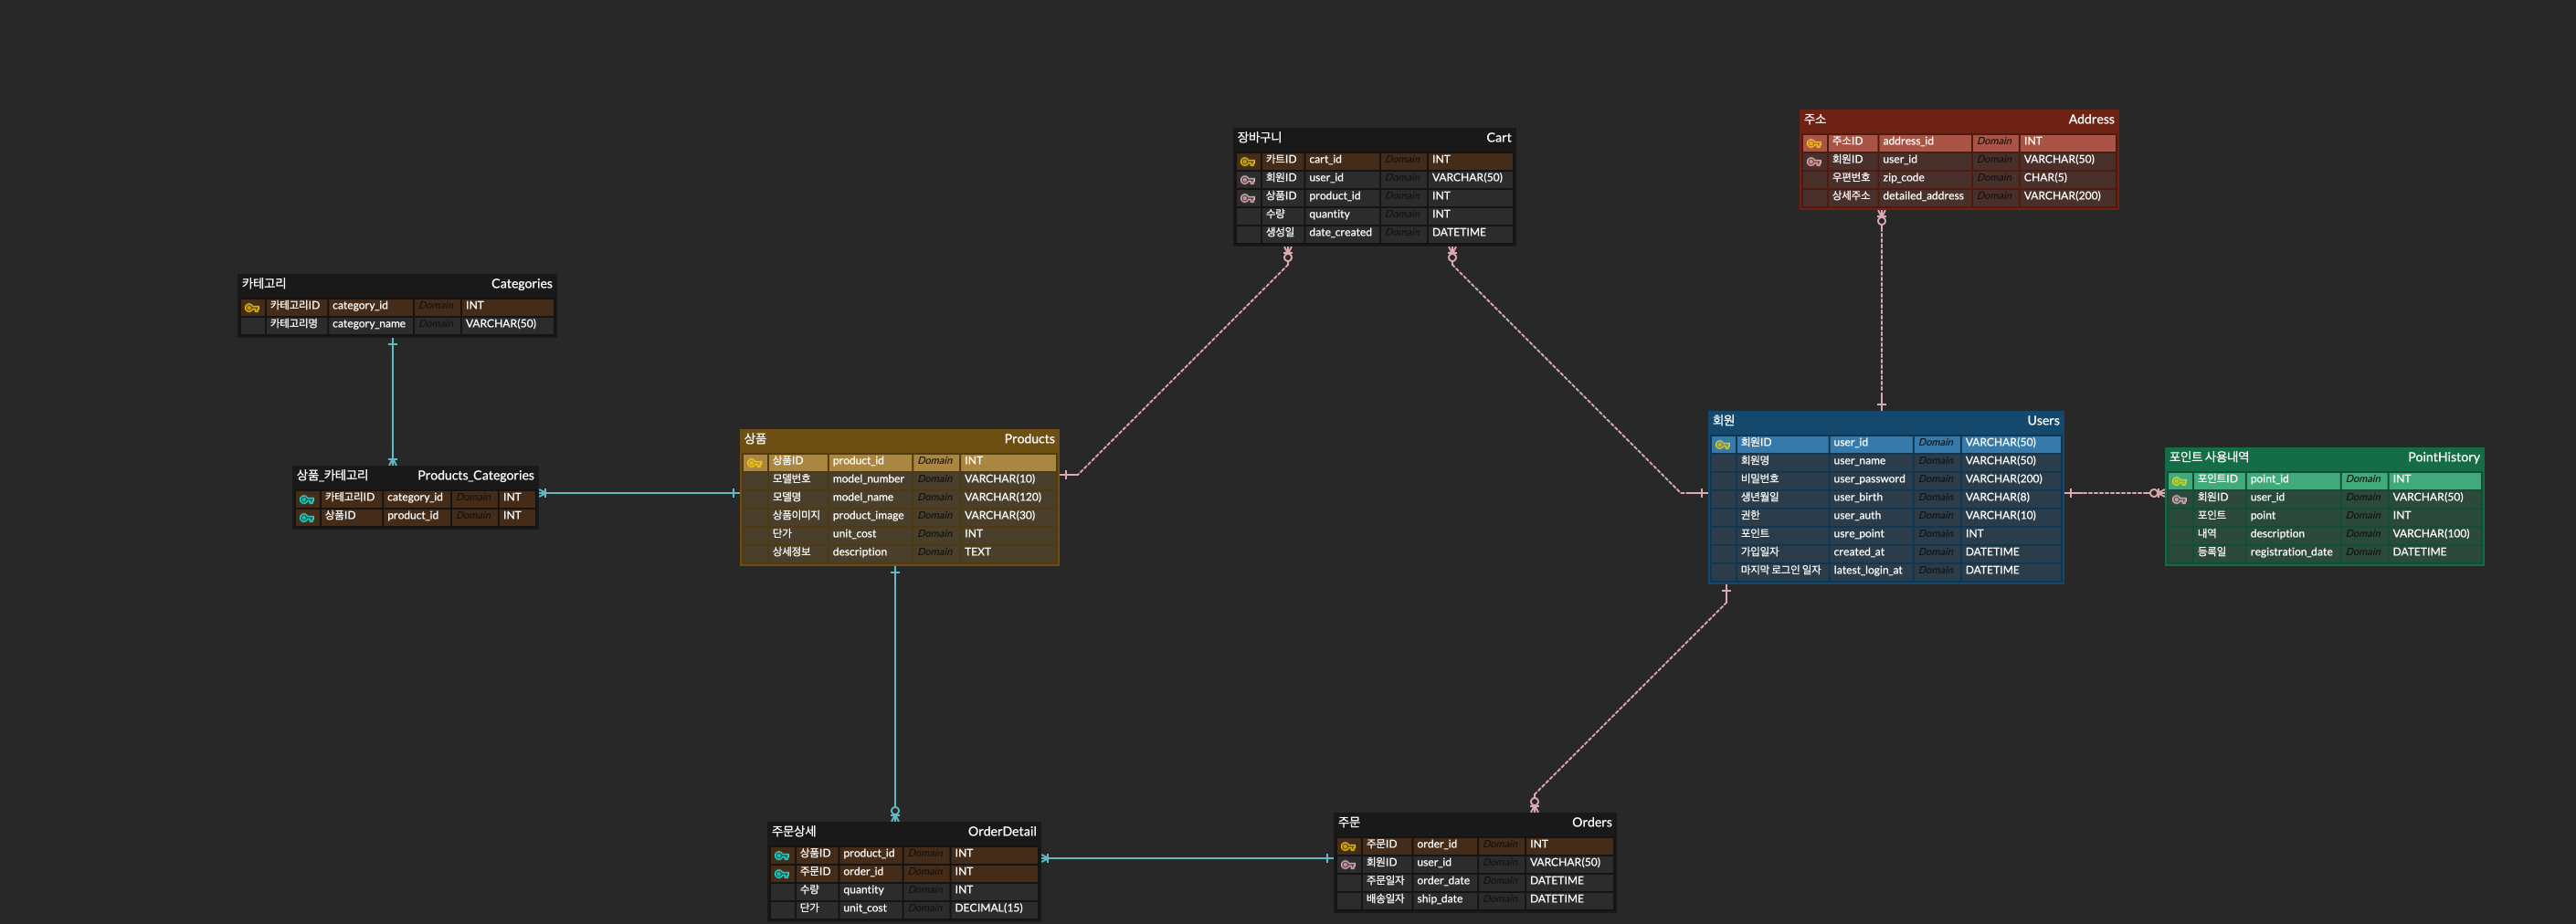 장바구니 Cart
카트ID cart_id Domain INT
회원ID user_id Domain VARCHAR(50)
상품ID product_id Domain INT
수량 quantity Domain INT
생성일 date_created Domain DATETIME
주소 Address
주소ID address_id Domain INT
회원ID user_id Domain VARCHAR(50)
우편번호 zip_code Domain CHAR(5)
상세주소 detailed_address Domain VARCHAR(200)
카테고리 Categories
카테고리ID category_id Domain INT
카테고리명 category_name Domain VARCHAR(50)
상품_카테고리 Products_Categories
카테고리ID category_id Domain INT
상품ID product_id Domain INT
상품 Products
상품ID product_id Domain INT
모델번호 model_number Domain VARCHAR(10)
모델명 model_name Domain VARCHAR(120)
상품이미지 product_image Domain VARCHAR(30)
단가 unit_cost Domain INT
상세정보 description Domain TEXT
회원 Users
회원ID user_id Domain VARCHAR(50)
회원명 user_name Domain VARCHAR(50)
비밀번호 user_password Domain VARCHAR(200)
생년월일 user_birth Domain VARCHAR(8)
권한 user_auth Domain VARCHAR(10)
포인트 usre_point Domain INT
가입일자 created_at Domain DATETIME
마지막 로그인 일자 latest_login_at Domain DATETIME
포인트 사용내역 PointHistory
포인트ID point_id Domain INT
회원ID user_id Domain VARCHAR(50)
포인트 point Domain INT
내역 description Domain VARCHAR(100)
등록일 registration_date Domain DATETIME
주문상세 OrderDetail
상품ID product_id Domain INT
주문ID order_id Domain INT
수량 quantity Domain INT
단가 unit_cost Domain DECIMAL(15)
주문 Orders
주문ID order_id Domain INT
회원ID user_id Domain VARCHAR(50)
주문일자 order_date Domain DATETIME
배송일자 ship_date Domain DATETIME